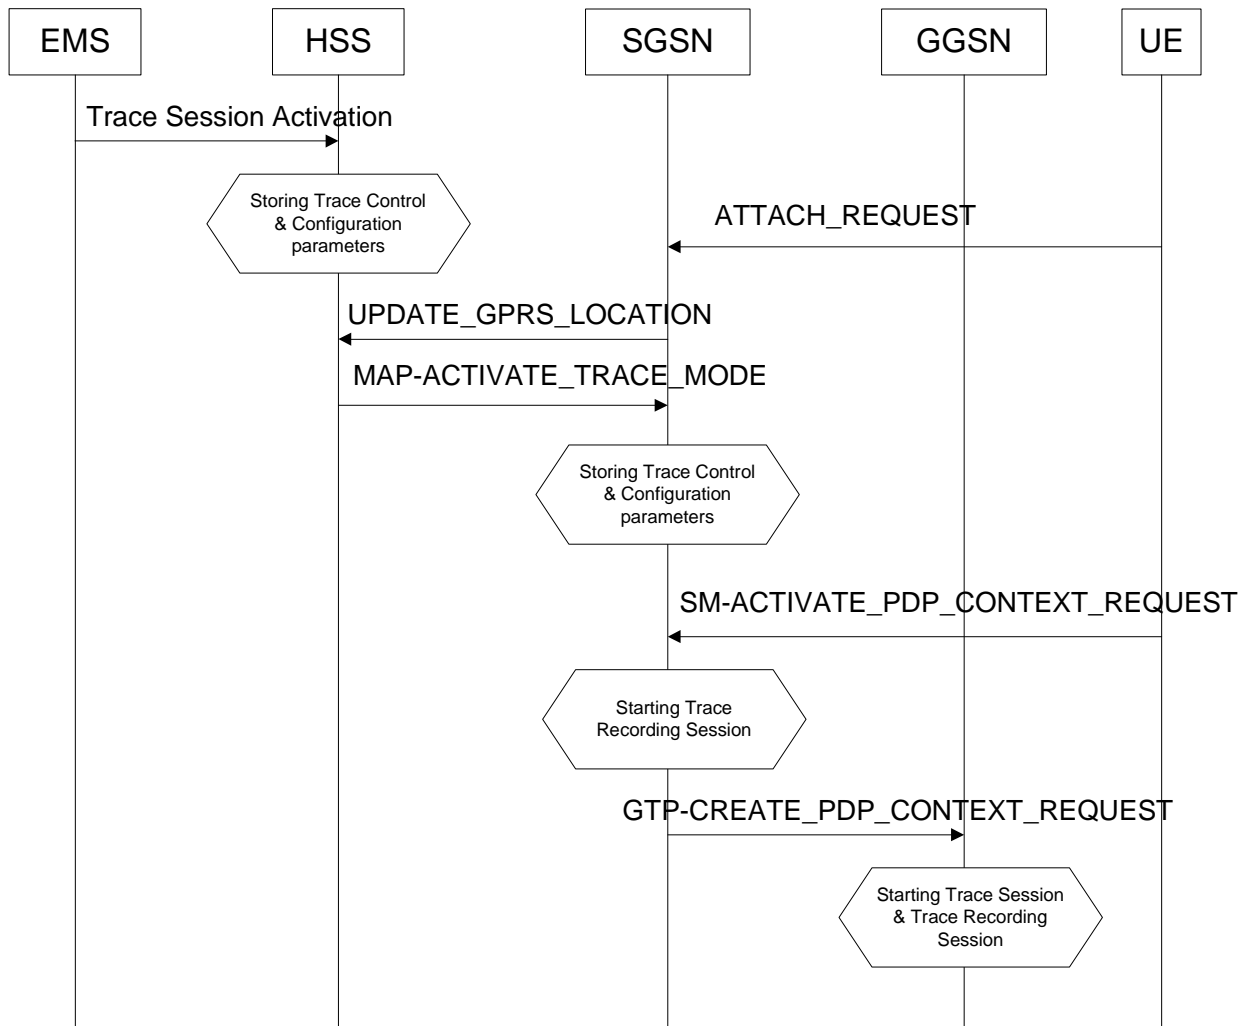 EMS HSS SGSN GGSN UE
Trace Session Activation
Storing Trace Control
& Configuration
parameters
ATTACH_REQUEST
UPDATE_GPRS_LOCATION
MAP-ACTIVATE_TRACE_MODE
Storing Trace Control
& Configuration
parameters
SM-ACTIVATE_PDP_CONTEXT_REQUEST
Starting Trace
Recording Session
GTP-CREATE_PDP_CONTEXT_REQUEST
Starting Trace Session
& Trace Recording
Session